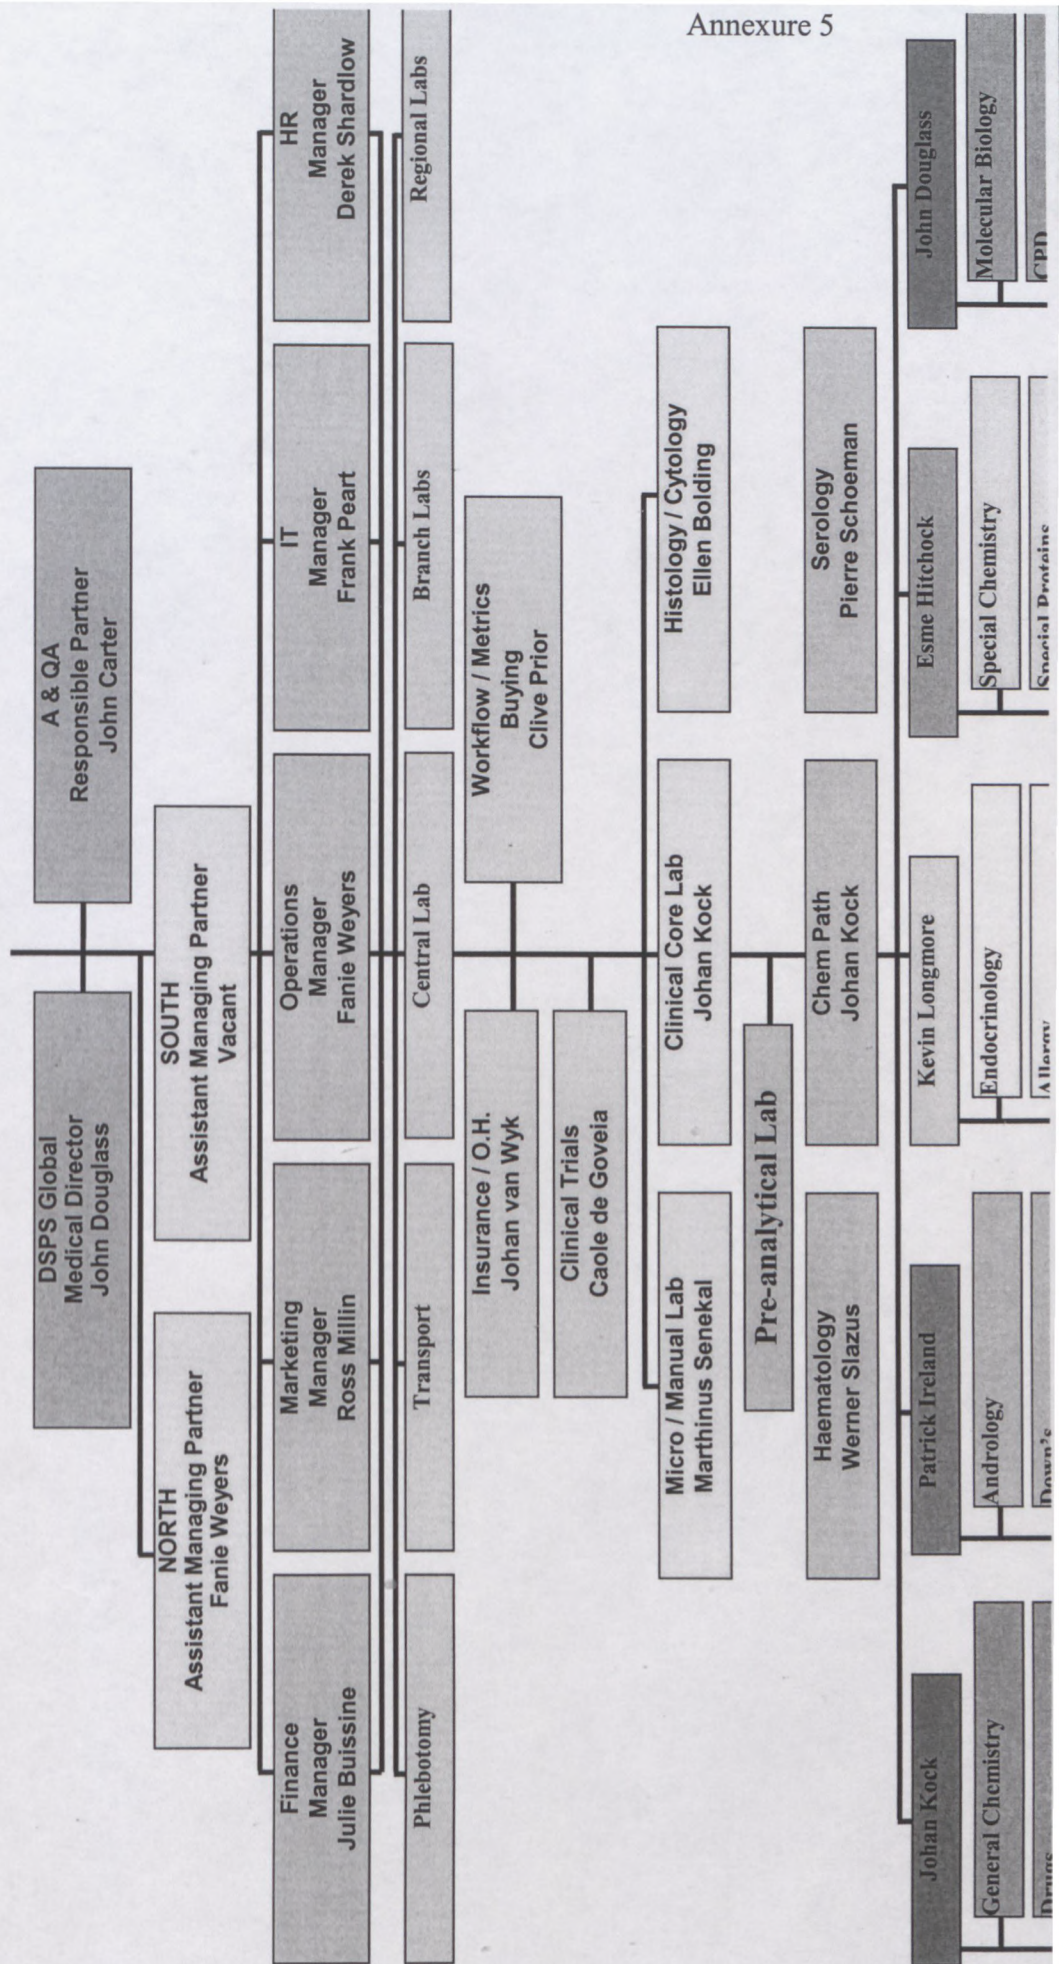 Annexure 5
DSPS Global
Medical Director
John Douglass
A & QA
Responsible Partner
John Carter
NORTH
Assistant Managing Partner
Fanie Weyers
SOUTH
Assistant Managing Partner
Vacant
Finance
Manager
Julie Buissine
Marketing
Manager
Ross Millin
Operations
Manager
Fanie Weyers
IT
Manager
Frank Peart
HR
Manager
Derek Shardlow
Phlebotomy
Transport
Central Lab
Branch Labs
Regional Labs
Insurance / O.H.
Johan van Wyk
Workflow / Metrics
Buying
Clive Prior
Clinical Trials
Caole de Goveia
Micro / Manual Lab
Marthinus Senekal
Clinical Core Lab
Johan Kock
Histology / Cytology
Ellen Bolding
Pre-analytical Lab
Haematology
Werner Slazus
Chem Path
Johan Kock
Serology
Pierre Schoeman
Johan Kock
Patrick Ireland
Kevin Longmore
Esme Hitchock
John Douglass
General Chemistry
Andrology
Endocrinology
Special Chemistry
Molecular Biology
Drugs
Down's
Allergy
Special Proteins